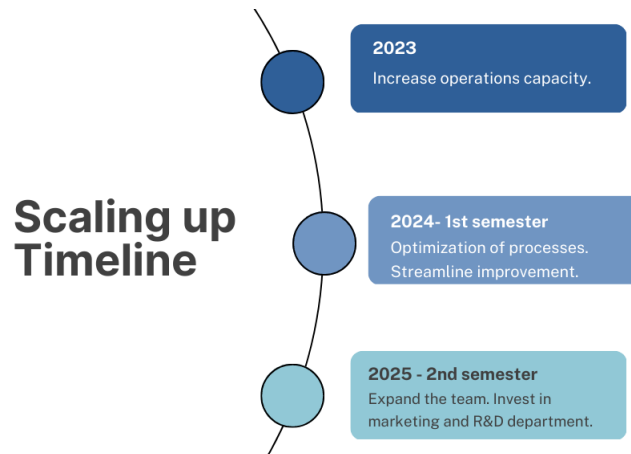 Scaling up
Timeline
2023
Increase operations capacity.
2024- 1st semester
Optimization of processes.
Streamline improvement.
2025 - 2nd semester
Expand the team. Invest in
marketing and R&D department.